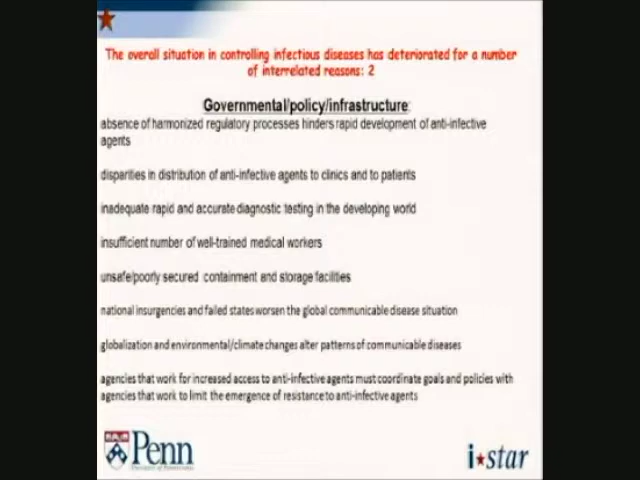 The overall situation in controlling infectious diseases has deteriorated for a number
of interrelated reasons: 2
Governmental/policy/infrastructure:
absence of harmonized regulatory processes hinders rapid development of anti-infective
agents
disparities in distribution of anti-infective agents to clinics and to patients
inadequate rapid and accurate diagnostic testing in the developing world
insufficient number of well-trained medical workers
unsafe/poorly secured containment and storage facilities
national insurgencies and failed states worsen the global communicable disease situation
globalization and environmental/climate changes alter patterns of communicable diseases
agencies that work for increased access to anti-infective agents must coordinate goals and policies with
agencies that work to limit the emergence of resistance to anti-infective agents
Penn
University of Pennsylvania
i★star